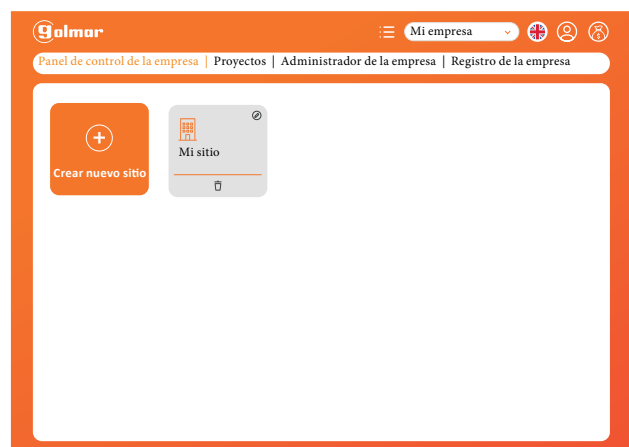 golmar
Mi empresa
Panel de control de la empresa | Proyectos | Administrador de la empresa | Registro de la empresa
Crear nuevo sitio
Mi sitio